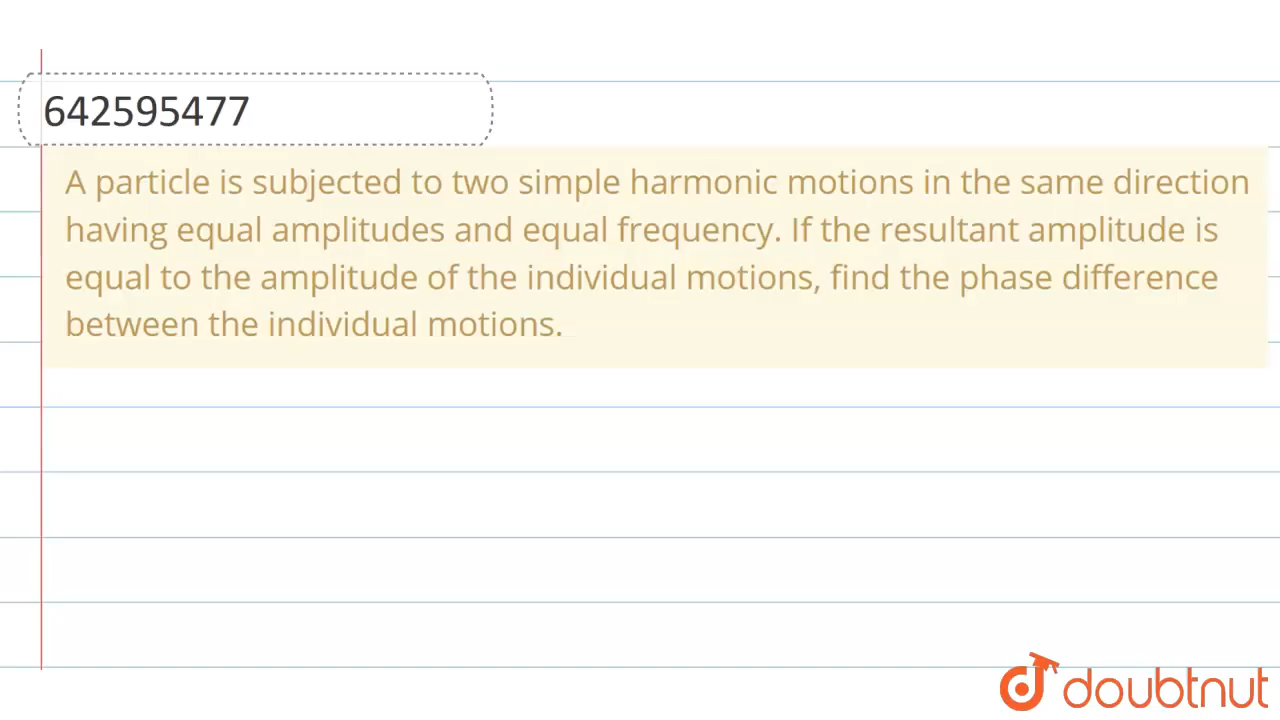 642595477
A particle is subjected to two simple harmonic motions in the same direction
having equal amplitudes and equal frequency. If the resultant amplitude is
equal to the amplitude of the individual motions, find the phase difference
between the individual motions.
doubtnut